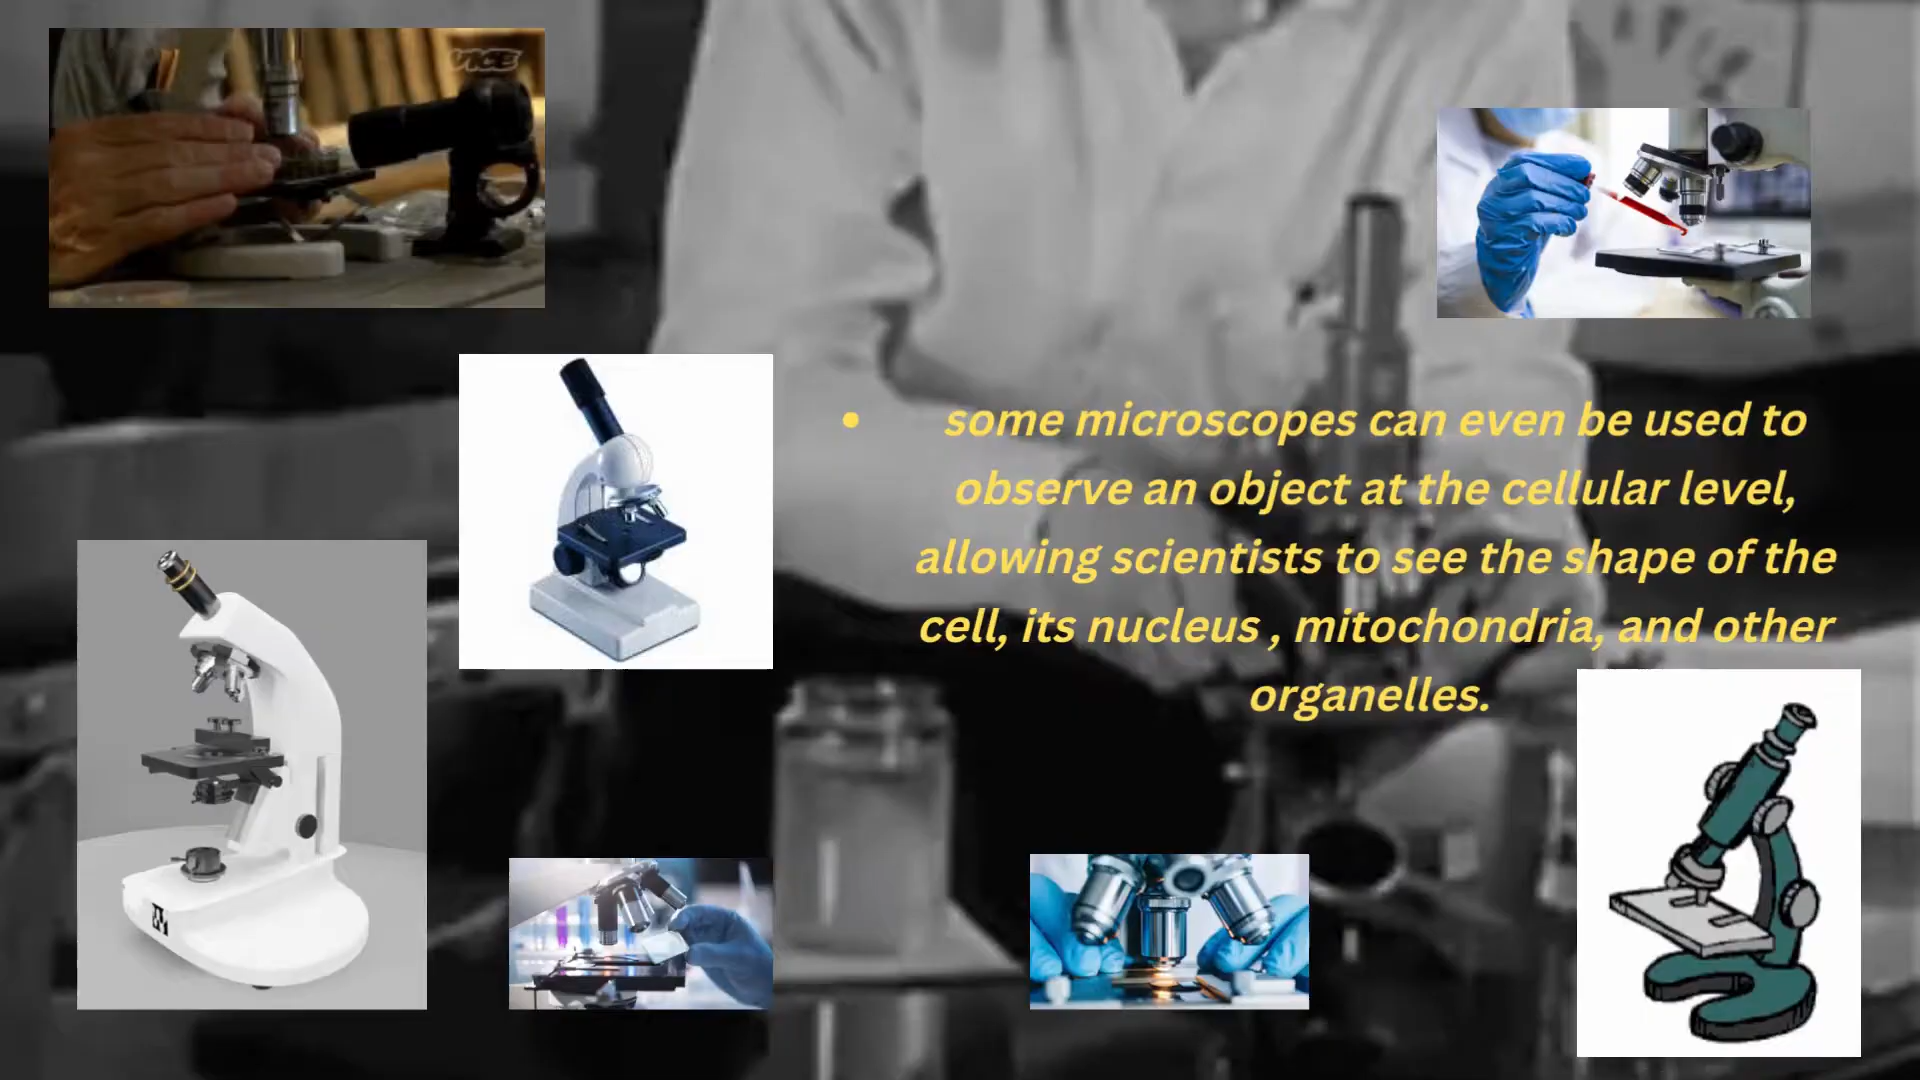 VICE
• some microscopes can even be used to
observe an object at the cellular level,
allowing scientists to see the shape of the
cell, its nucleus , mitochondria, and other
organelles.